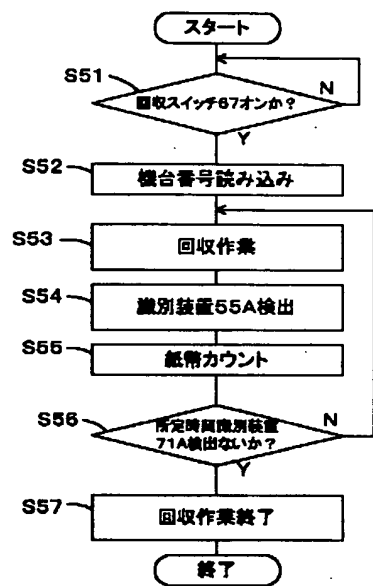 スタート
S51
回収スイッチ67オンか？
N
Y
S52
機台番号読み込み
S53
回収作業
S54
識別装置55A検出
S55
紙幣カウント
S56
所定時間識別装置
71A検出ないか？
N
Y
S57
回収作業終了
終了